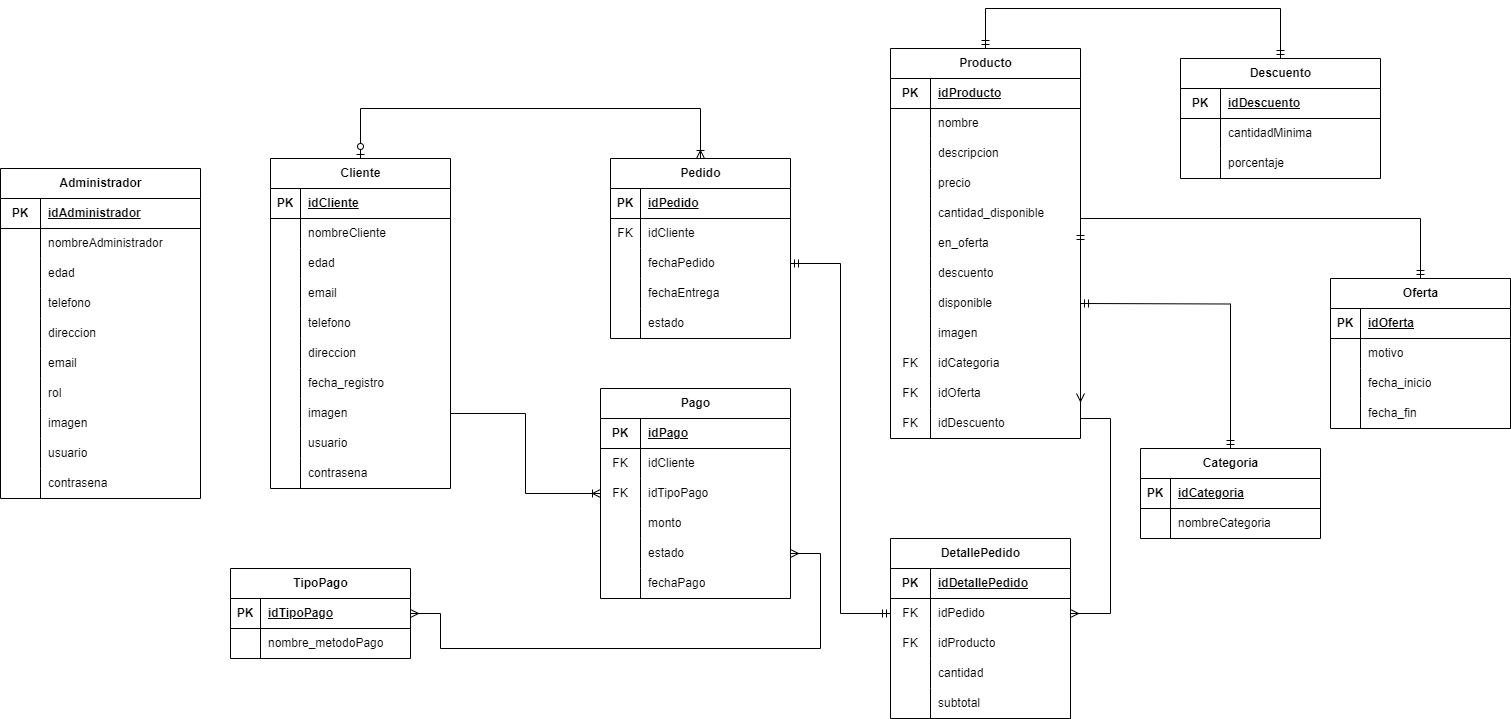 Administrador
PK idAdministrador
nombreAdministrador
edad
telefono
direccion
email
rol
imagen
usuario
contrasena
Cliente
PK idCliente
nombreCliente
edad
email
telefono
direccion
fecha_registro
imagen
usuario
contrasena
Pedido
PK idPedido
FK idCliente
fechaPedido
fechaEntrega
estado
Pago
PK idPago
FK idCliente
FK idTipoPago
monto
estado
fechaPago
TipoPago
PK idTipoPago
nombre_metodoPago
Producto
PK idProducto
nombre
descripcion
precio
cantidad_disponible
en_oferta
descuento
disponible
imagen
FK idCategoria
FK idOferta
FK idDescuento
DetallePedido
PK idDetallePedido
FK idPedido
FK idProducto
cantidad
subtotal
Descuento
PK idDescuento
cantidadMinima
porcentaje
Oferta
PK idOferta
motivo
fecha_inicio
fecha_fin
Categoria
PK idCategoria
nombreCategoria